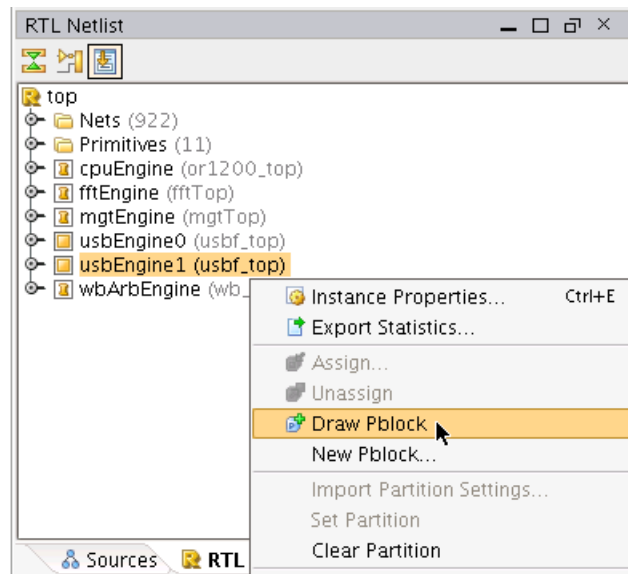 RTL Netlist
top
Nets (922)
Primitives (11)
cpuEngine (or1200_top)
fftEngine (fftTop)
mgtEngine (mgtTop)
usbEngine0 (usbf_top)
usbEngine1 (usbf_top)
wbArbEngine (wb_
Instance Properties... Ctrl+E
Export Statistics...
Assign...
Unassign
Draw Pblock
New Pblock...
Import Partition Settings...
Set Partition
Clear Partition
Sources RTL